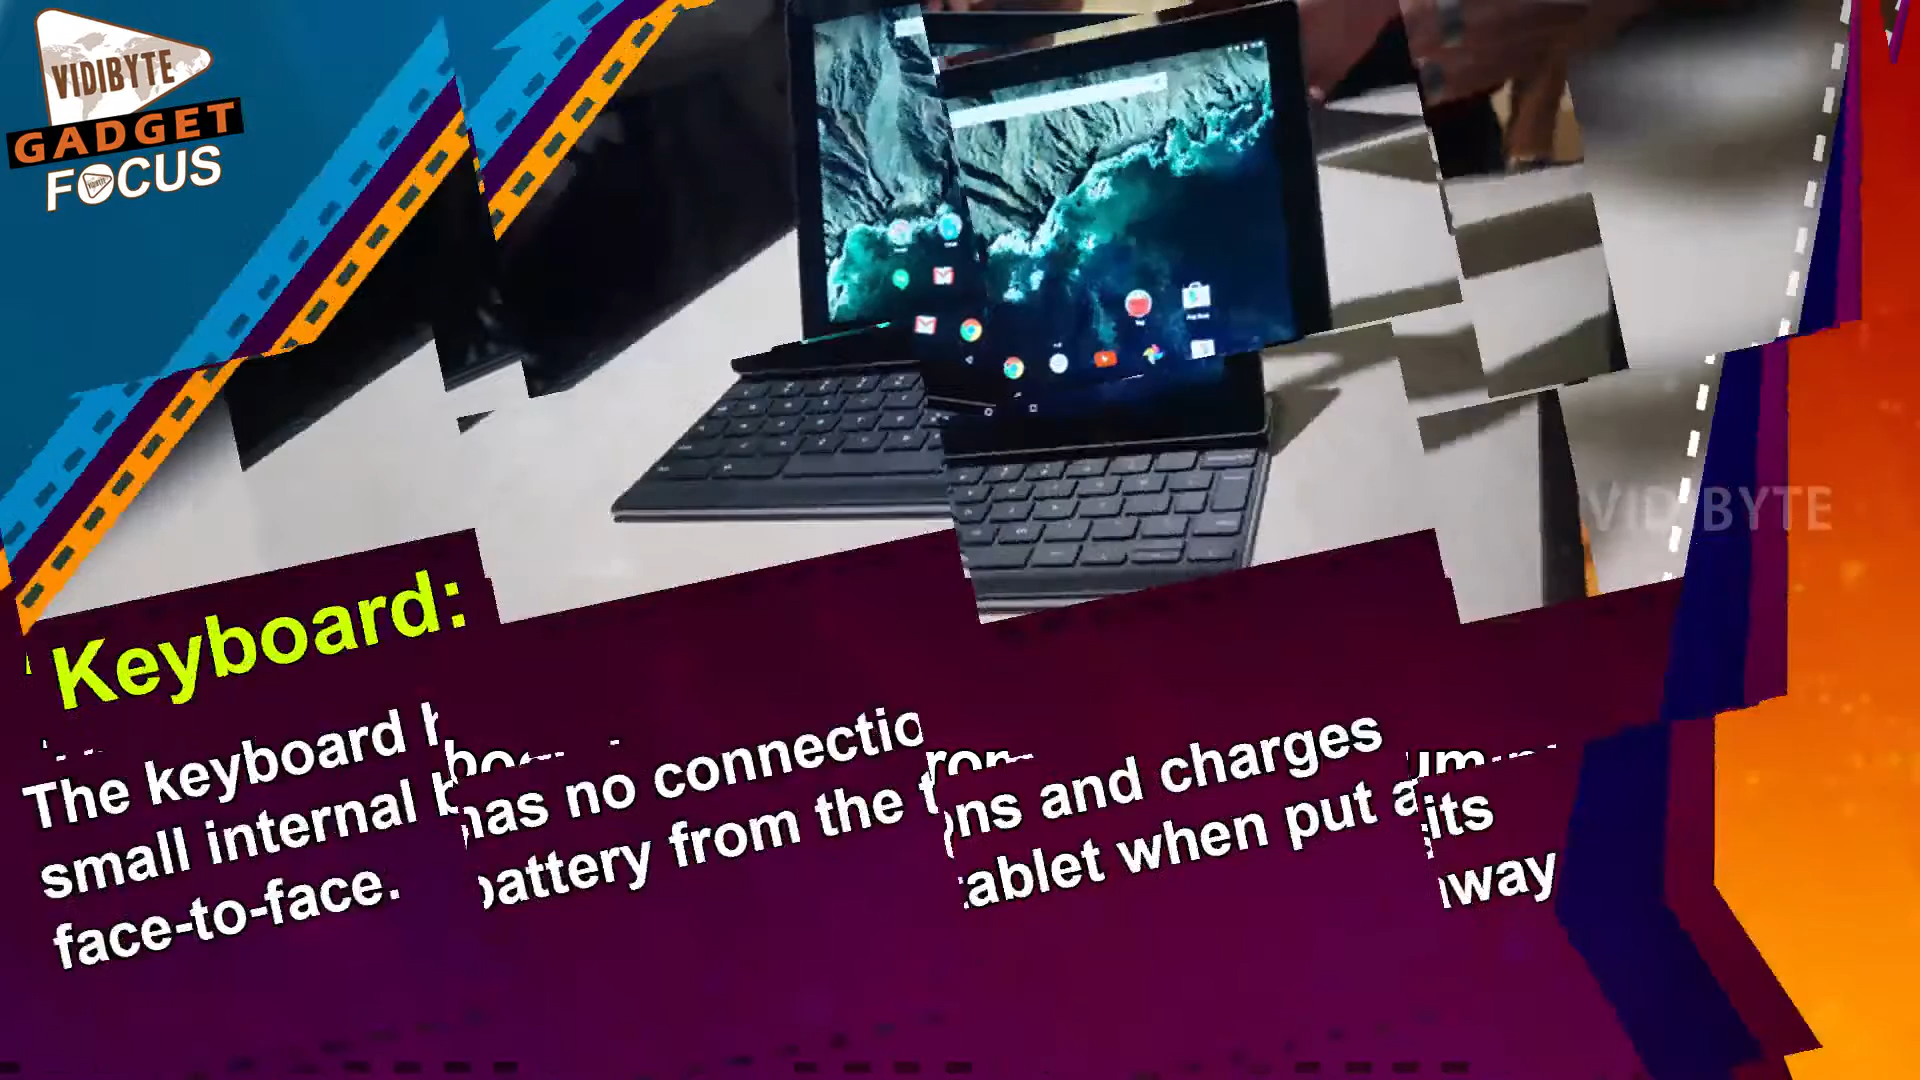 VIDIBYTE
GADGET
FOCUS
VIDIBYTE
Keyboard:
The keyboard has no connections and charges its
small internal battery from the tablet when put away
face-to-face.